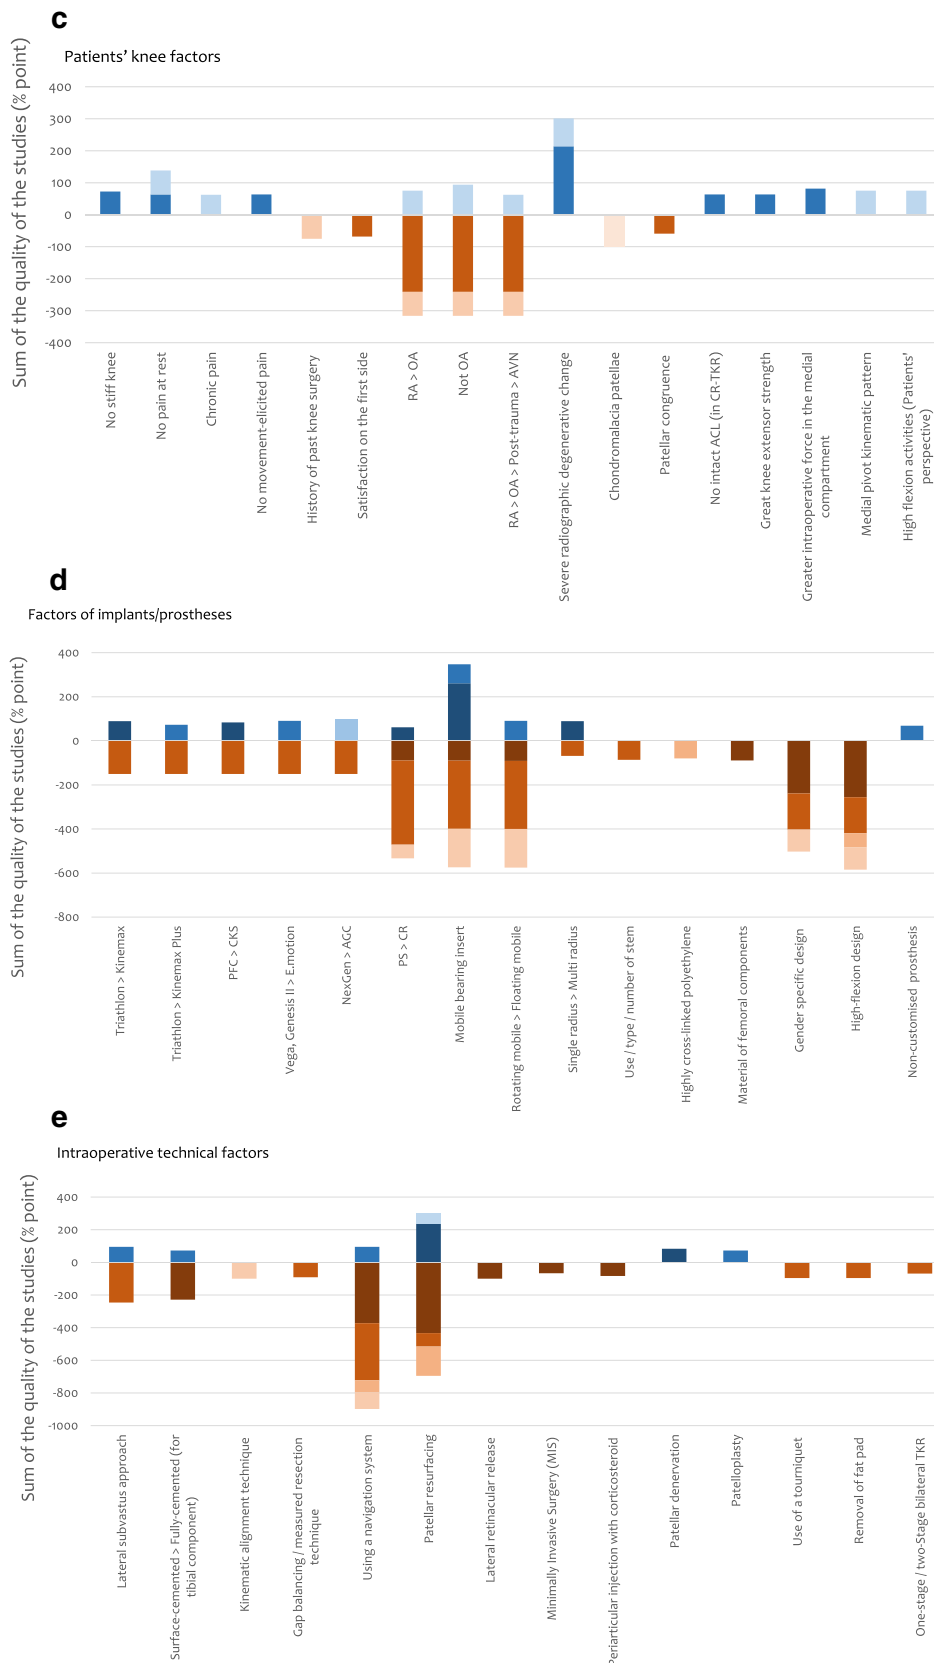 c
Patients’ knee factors
Sum of the quality of the studies (% point)
400
300
200
100
0
-100
-200
-300
-400
No stiff knee
No pain at rest
Chronic pain
No movement-elicited pain
History of past knee surgery
Satisfaction on the first side
RA > OA
Not OA
RA > OA > Post-trauma > AVN
Severe radiographic degenerative change
Chondromalacia patellae
Patellar congruence
No intact ACL (in CR-TKR)
Great knee extensor strength
Greater intraoperative force in the medial
compartment
Medial pivot kinematic pattern
High flexion activities (Patients’
perspective)
d
Factors of implants/prostheses
Sum of the quality of the studies (% point)
400
200
0
-200
-400
-600
-800
Triathlon > Kinemax
Triathlon > Kinemax Plus
PFC > CKS
Vega, Genesis II > E.motion
NexGen > AGC
PS > CR
Mobile bearing insert
Rotating mobile > Floating mobile
Single radius > Multi radius
Use / type / number of stem
Highly cross-linked polyethylene
Material of femoral components
Gender specific design
High-flexion design
Non-customised prosthesis
e
Intraoperative technical factors
Sum of the quality of the studies (% point)
400
200
0
-200
-400
-600
-800
-1000
Lateral subvastus approach
Surface-cemented > Fully-cemented (for
tibial component)
Kinematic alignment technique
Gap balancing / measured resection
technique
Using a navigation system
Patellar resurfacing
Lateral retinacular release
Minimally Invasive Surgery (MIS)
Periarticular injection with corticosteroid
Patellar denervation
Patelloplasty
Use of a tourniquet
Removal of fat pad
One-stage / two-Stage bilateral TKR